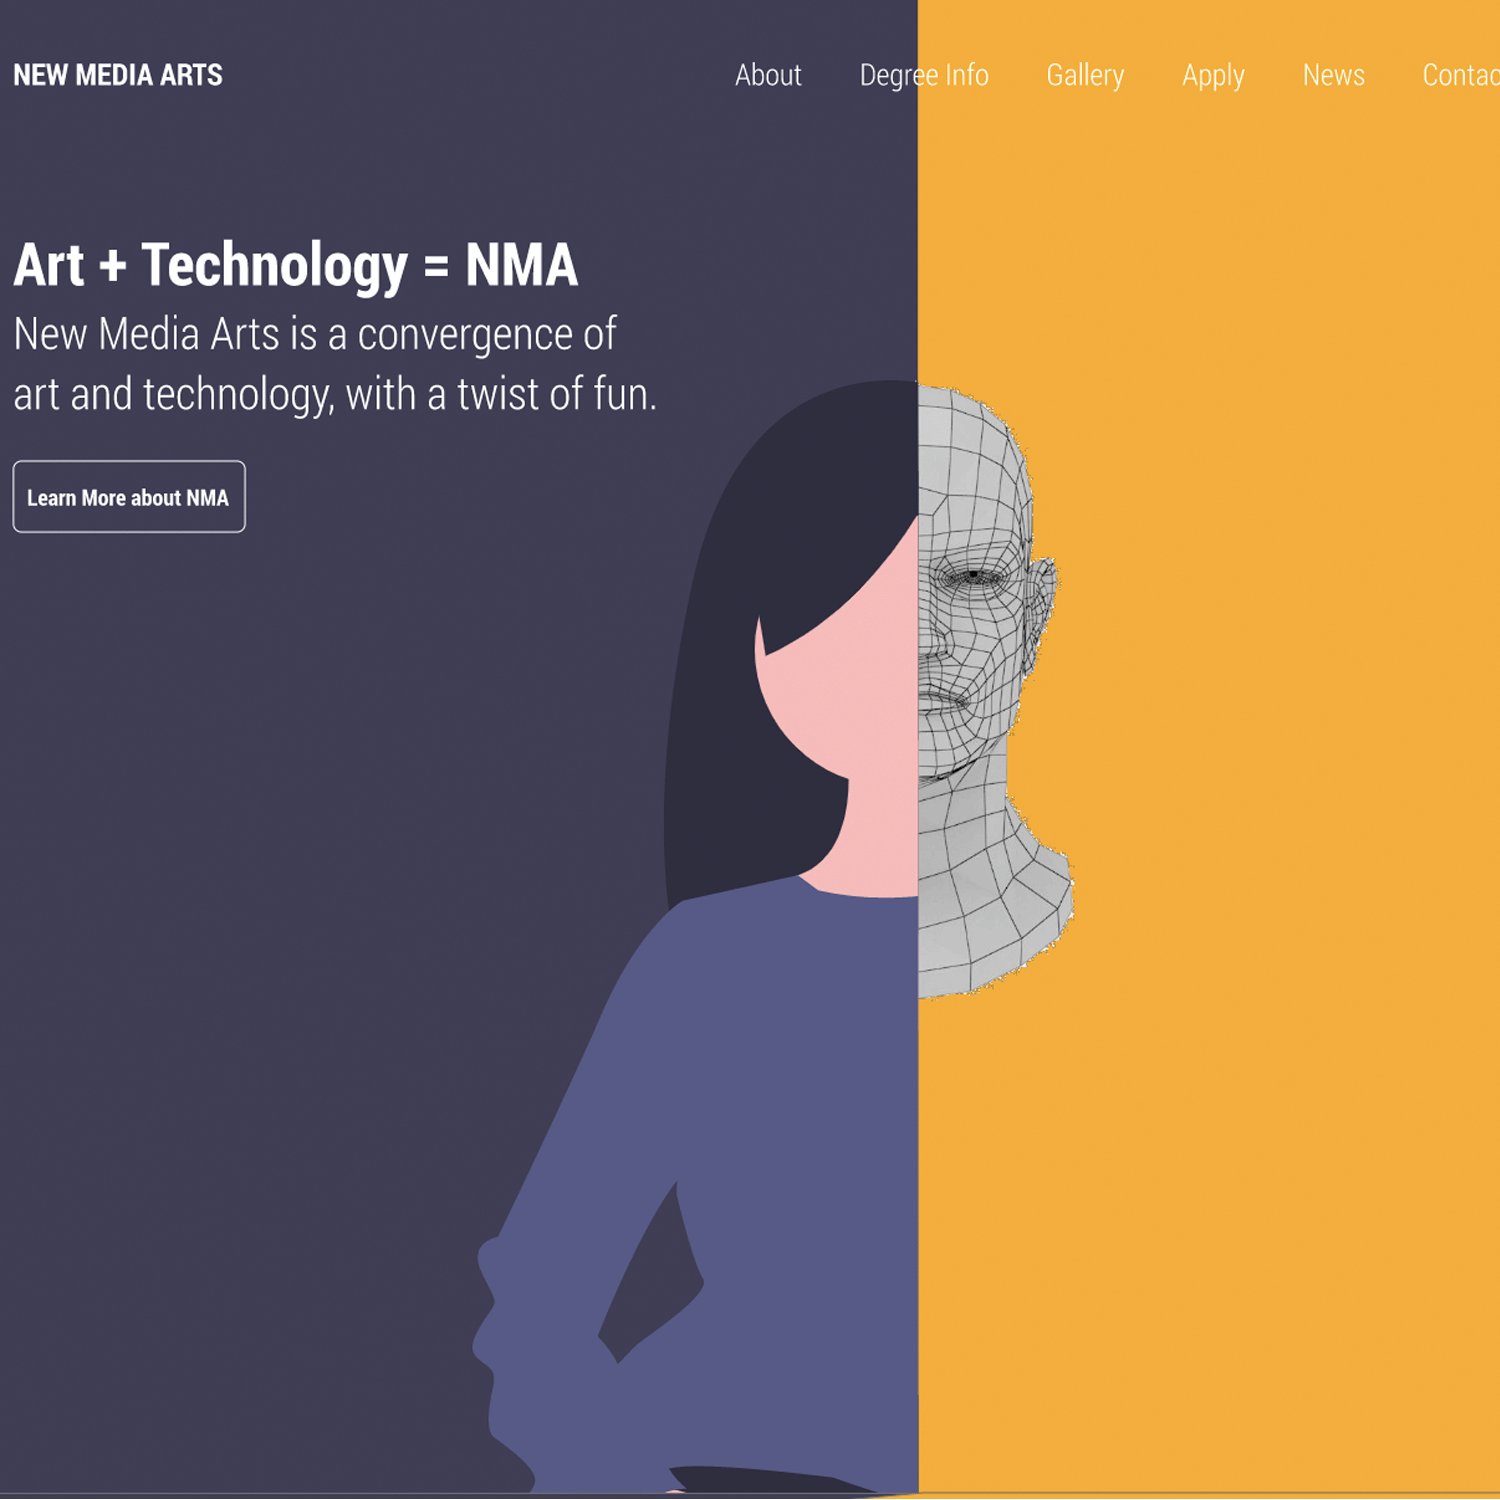 NEW MEDIA ARTS
About Degree Info Gallery Apply News Contac
Art + Technology = NMA
New Media Arts is a convergence of
art and technology, with a twist of fun.
Learn More about NMA